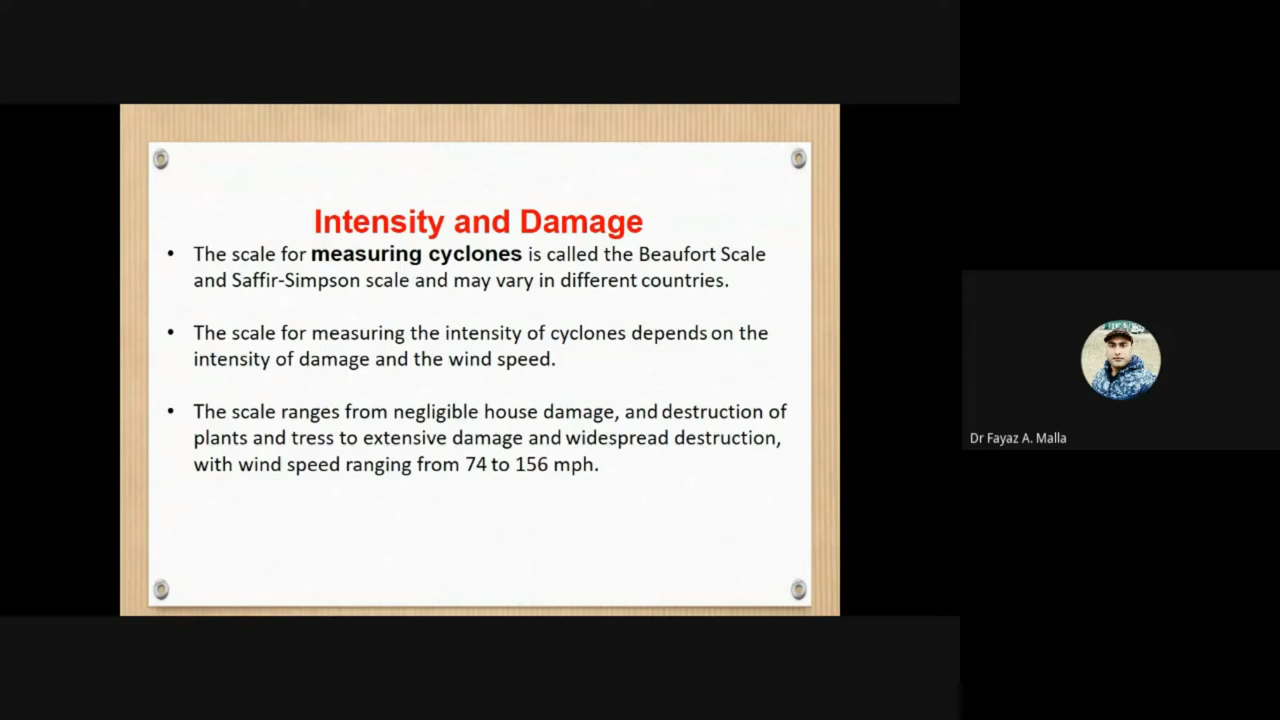 Intensity and Damage
• The scale for measuring cyclones is called the Beaufort Scale
and Saffir-Simpson scale and may vary in different countries.
• The scale for measuring the intensity of cyclones depends on the
intensity of damage and the wind speed.
• The scale ranges from negligible house damage, and destruction of
plants and tress to extensive damage and widespread destruction,
with wind speed ranging from 74 to 156 mph.
Dr Fayaz A. Malla